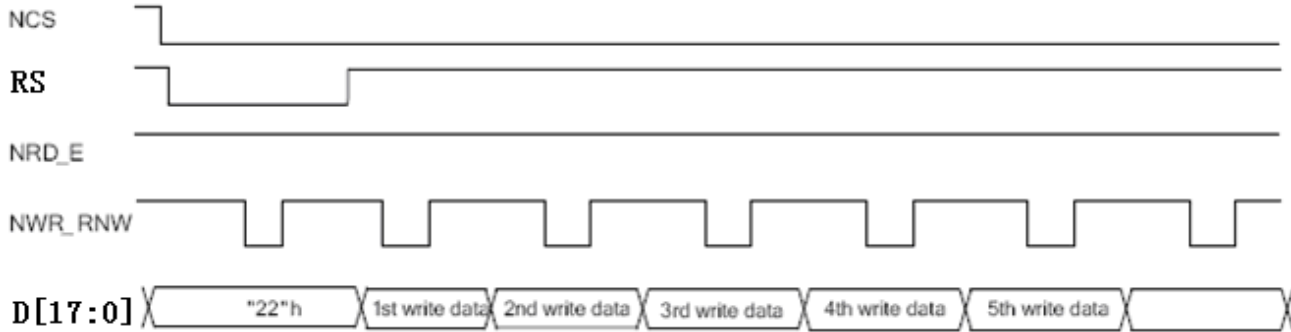 NCS
RS
NRD_E
NWR_RNW
D[17:0] "22"h 1st write data 2nd write data 3rd write data 4th write data 5th write data